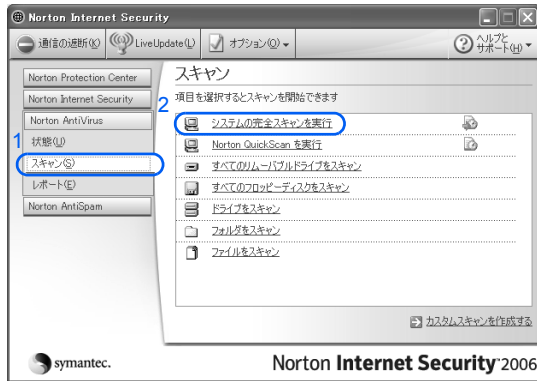 Norton Internet Security
通信の遮断(K) LiveUpdate(L) オプション(O) ヘルプとサポート(H)
Norton Protection Center
Norton Internet Security
Norton AntiVirus
1
状態(U)
スキャン(S)
レポート(E)
Norton AntiSpam
スキャン
項目を選択するとスキャンを開始できます
2
システムの完全スキャンを実行
Norton QuickScan を実行
すべてのリムーバブルドライブをスキャン
すべてのフロッピーディスクをスキャン
ドライブをスキャン
フォルダをスキャン
ファイルをスキャン
カスタムスキャンを作成する
symantec.
Norton Internet Security 2006